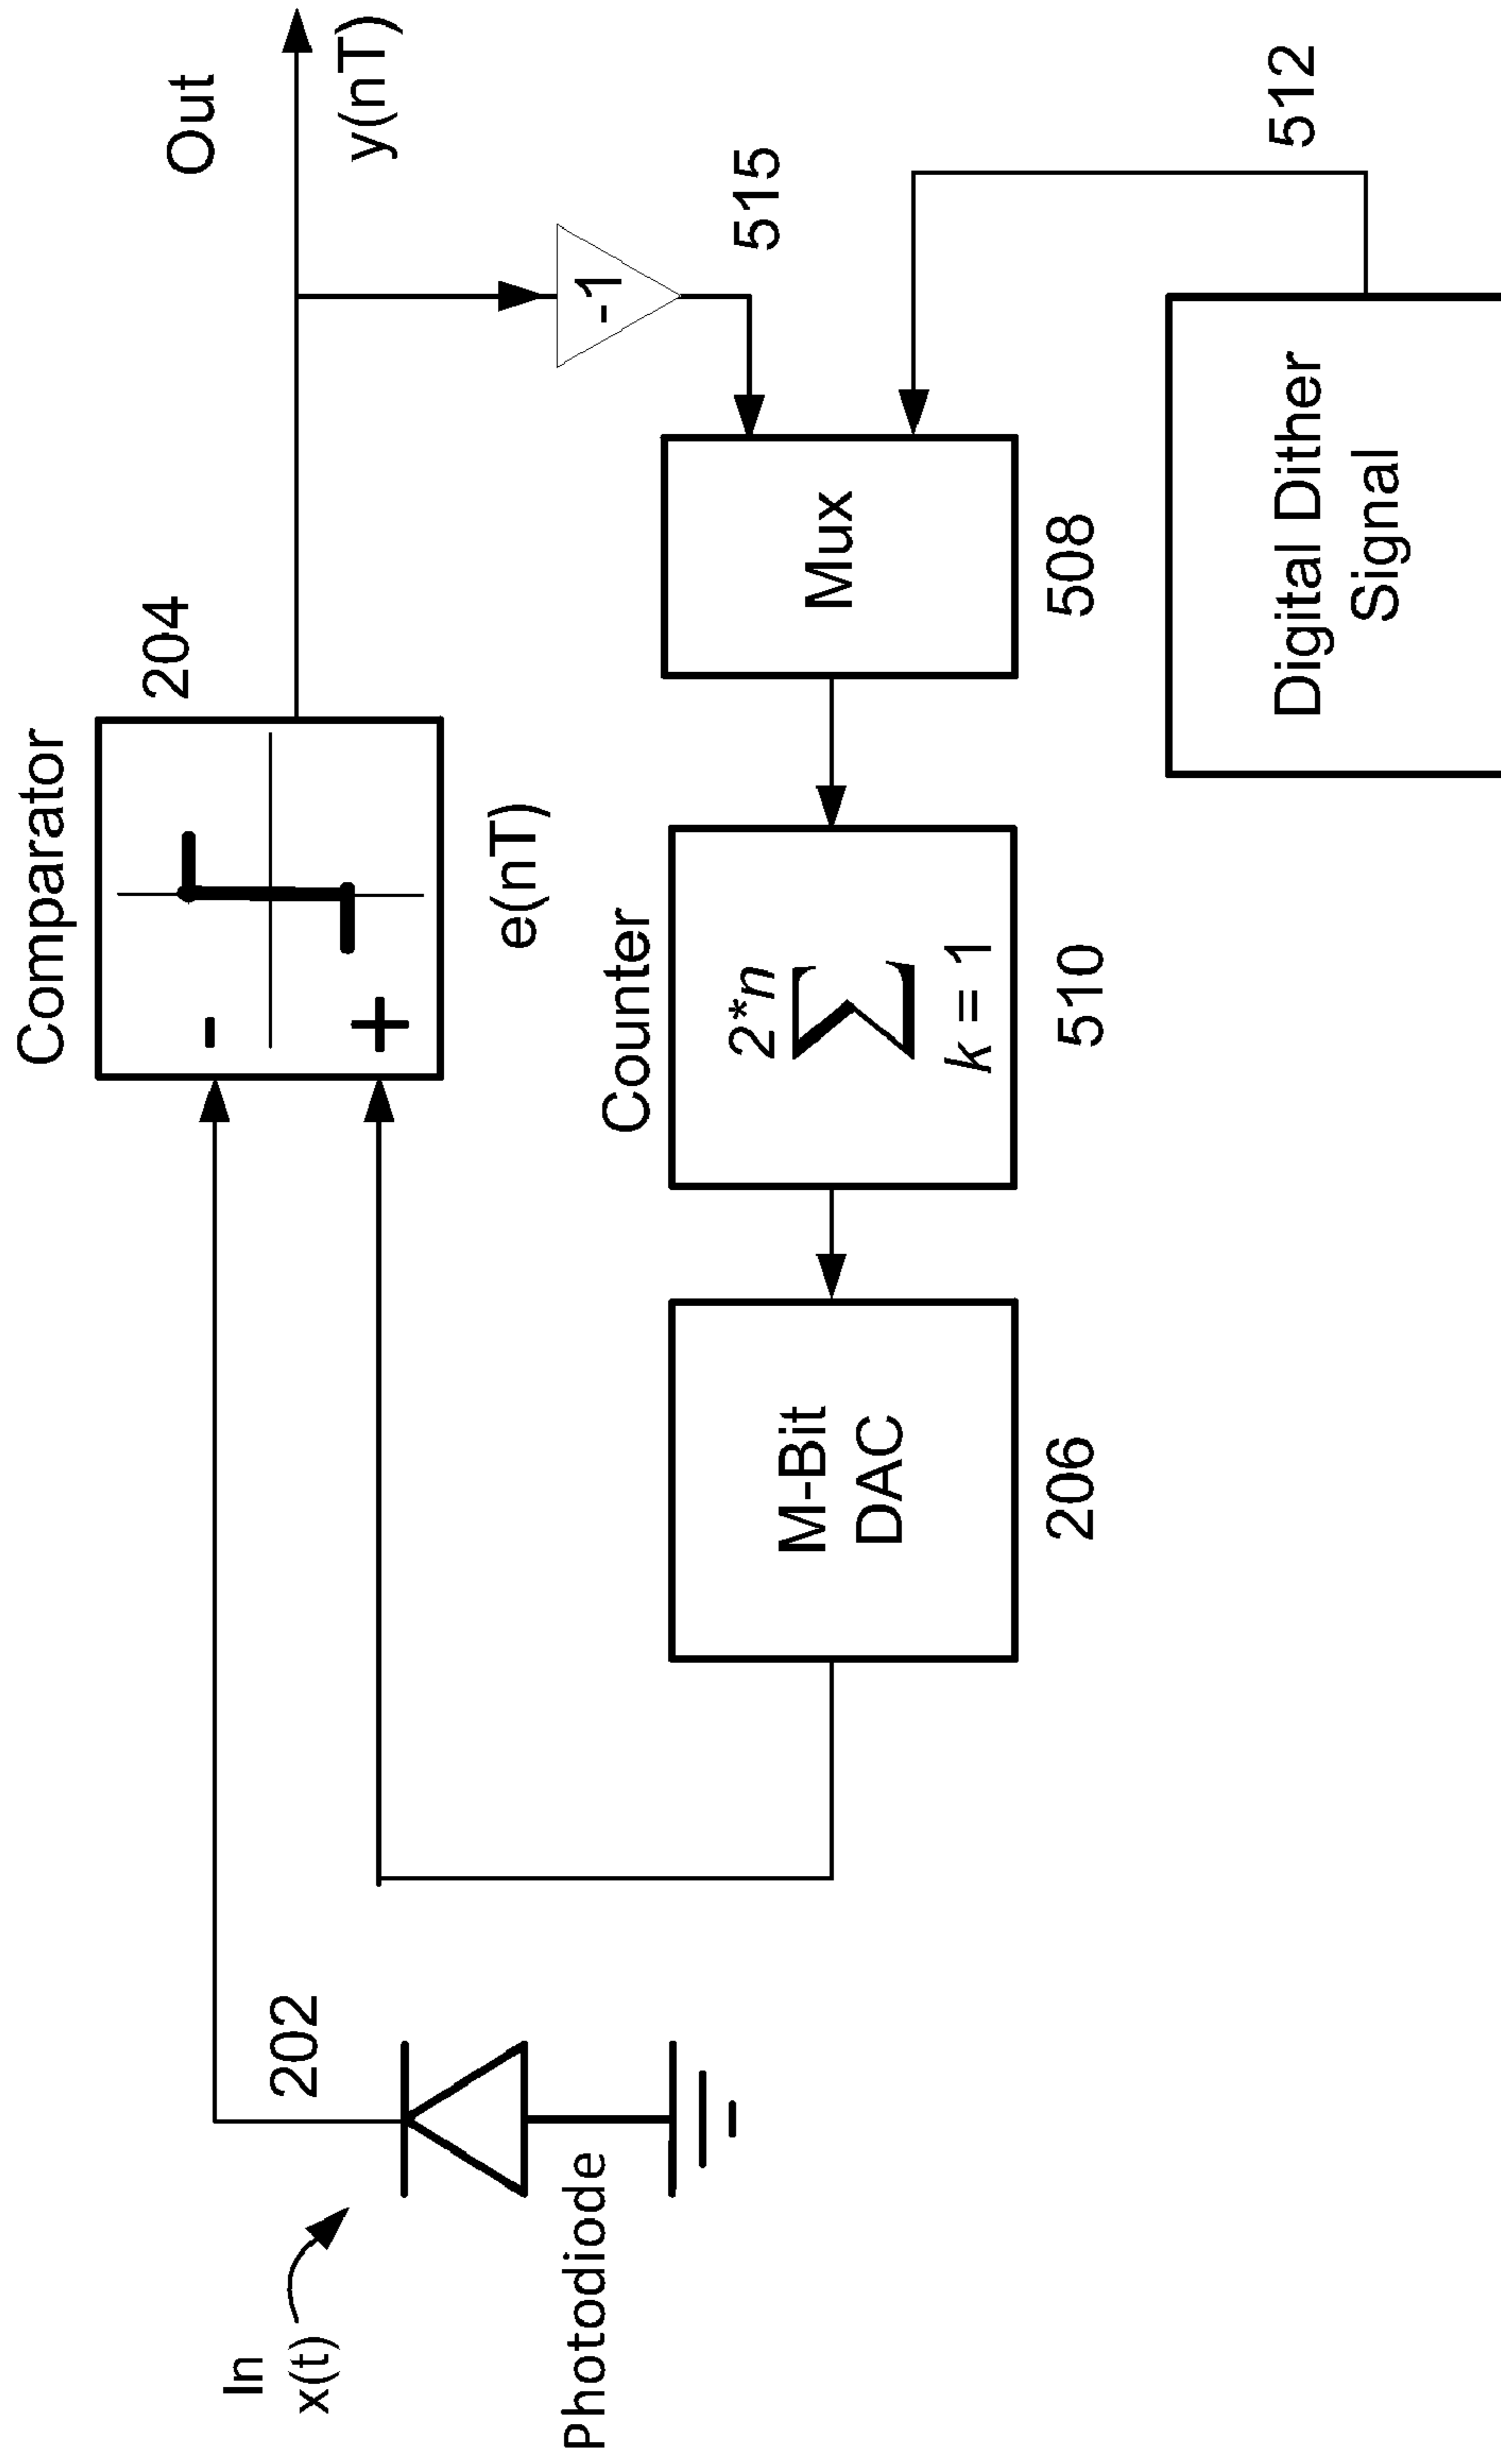 Comparator
204
Out
-
+
y(nT)
e(nT)
In
x(t)
202
Photodiode
-1
515
Counter
2*n
∑
k = 1
510
M-Bit
DAC
206
Mux
508
Digital Dither
Signal
512